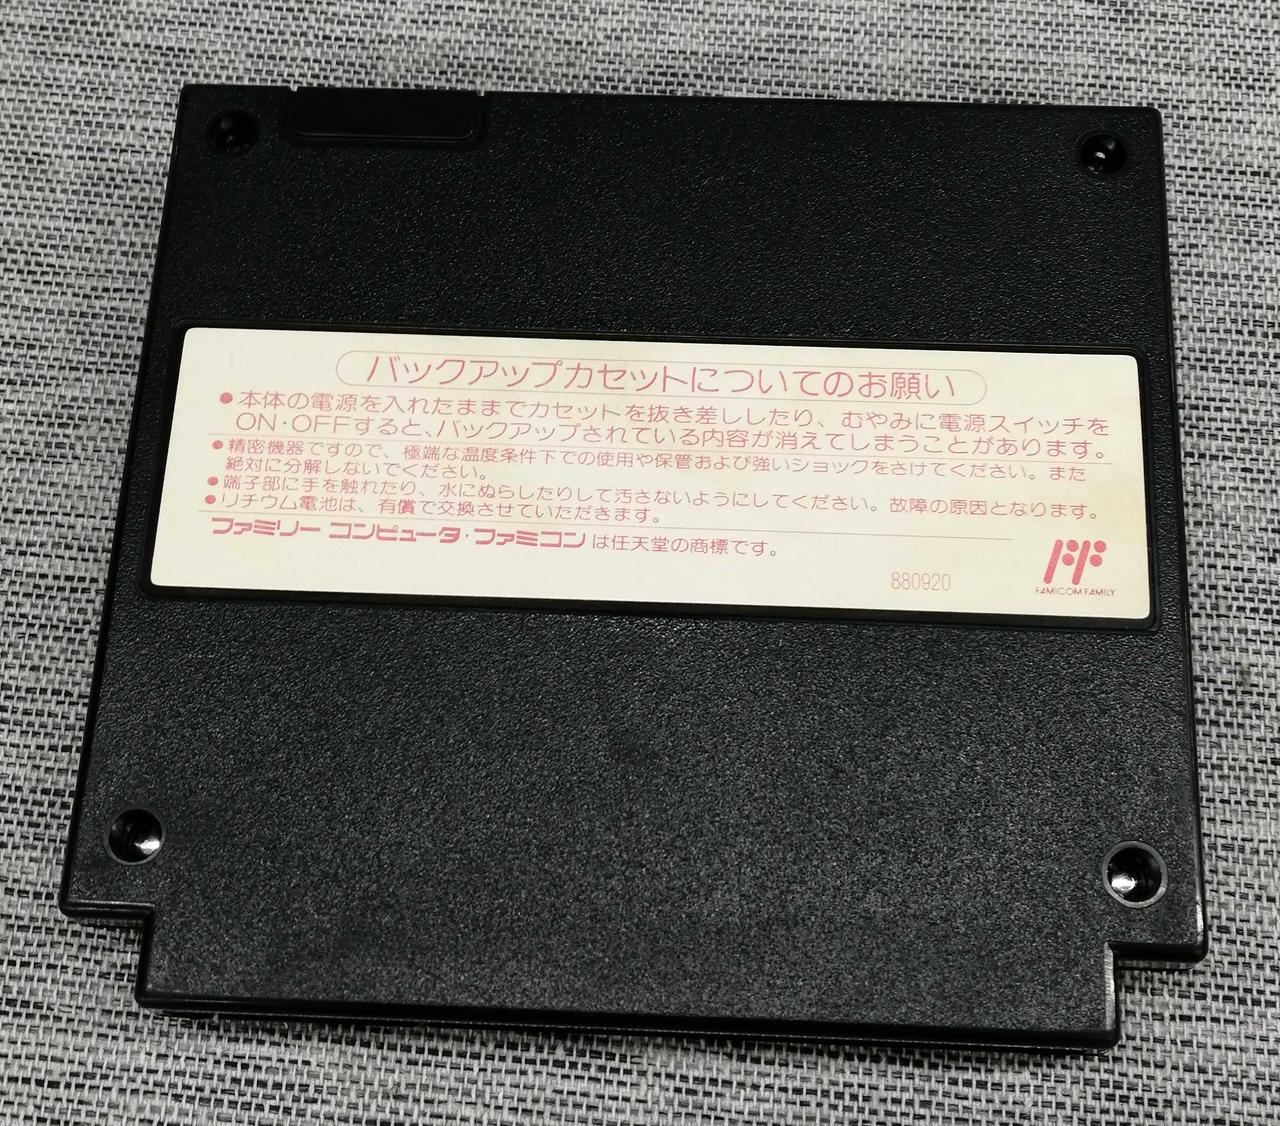 バックアップカセットについてのお願い
●本体の電源を入れたままでカセットを抜き差ししたり、むやみに電源スイッチを
ON・OFFすると、バックアップされている内容が消えてしまうことがあります。
●精密機器ですので、極端な温度条件下での使用や保管および強いショックをさけてください。また
絶対に分解しないでください。
●端子部に手を触れたり、水にぬらしたりして汚さないようにしてください。故障の原因となります。
●リチウム電池は、有償で交換させていただきます。
ファミリー コンピュータ・ファミコン は任天堂の商標です。
880920
FF
FAMICOM FAMILY